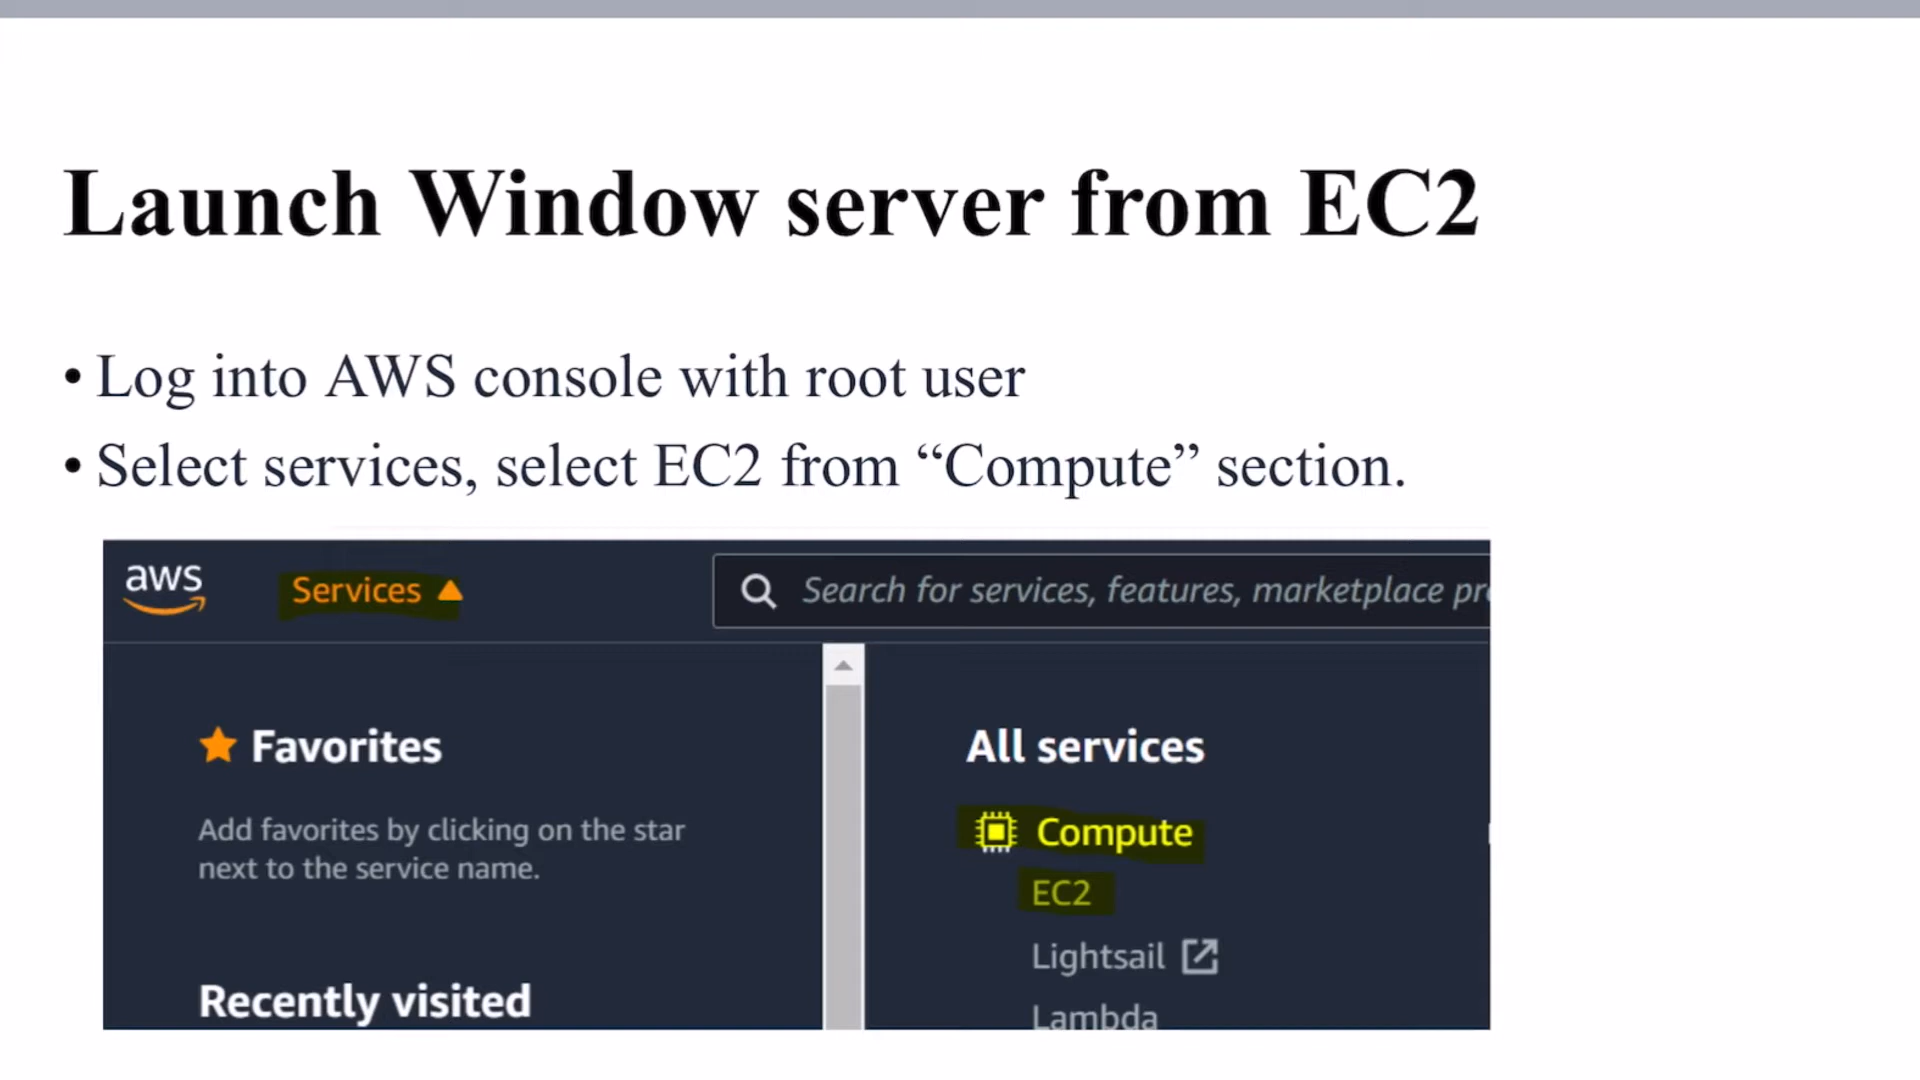 Launch Window server from EC2
• Log into AWS console with root user
• Select services, select EC2 from “Compute” section.
aws
Services
Search for services, features, marketplace pr
Favorites
Add favorites by clicking on the star
next to the service name.
Recently visited
All services
Compute
EC2
Lightsail
Lambda